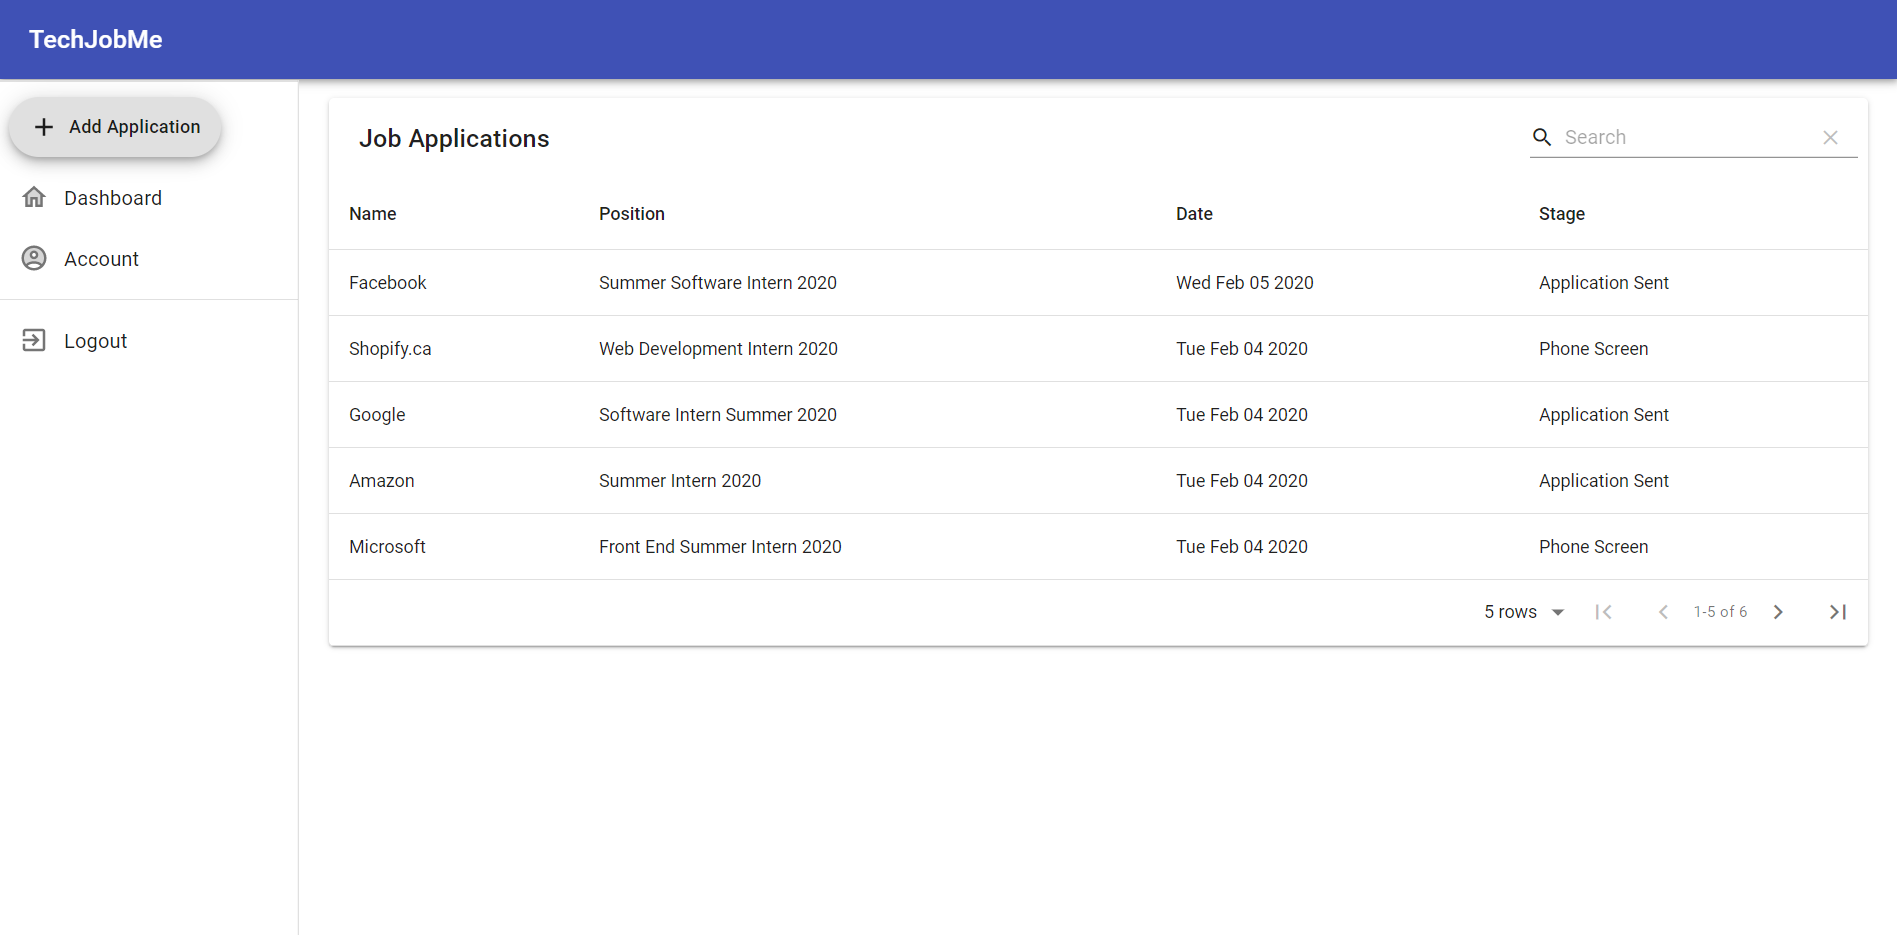 TechJobMe
Add Application
Dashboard
Account
Logout
Job Applications
Search
Name Position Date Stage
Facebook Summer Software Intern 2020 Wed Feb 05 2020 Application Sent
Shopify.ca Web Development Intern 2020 Tue Feb 04 2020 Phone Screen
Google Software Intern Summer 2020 Tue Feb 04 2020 Application Sent
Amazon Summer Intern 2020 Tue Feb 04 2020 Application Sent
Microsoft Front End Summer Intern 2020 Tue Feb 04 2020 Phone Screen
5 rows 1-5 of 6